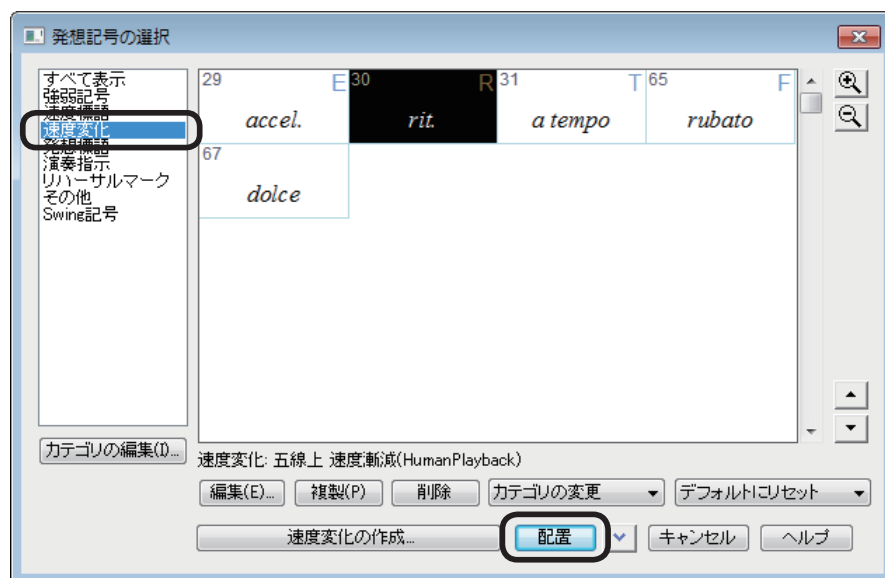 発想記号の選択
すべて表示
強弱記号
速度標語
速度変化
発想標語
演奏指示
リハーサルマーク
その他
Swing記号
29 E 30 R 31 T 65 F
accel. rit. a tempo rubato
67
dolce
カテゴリの編集(I)...
速度変化: 五線上 速度漸減(HumanPlayback)
編集(E)... 複製(P) 削除 カテゴリの変更 デフォルトにリセット
速度変化の作成... 配置 キャンセル ヘルプ